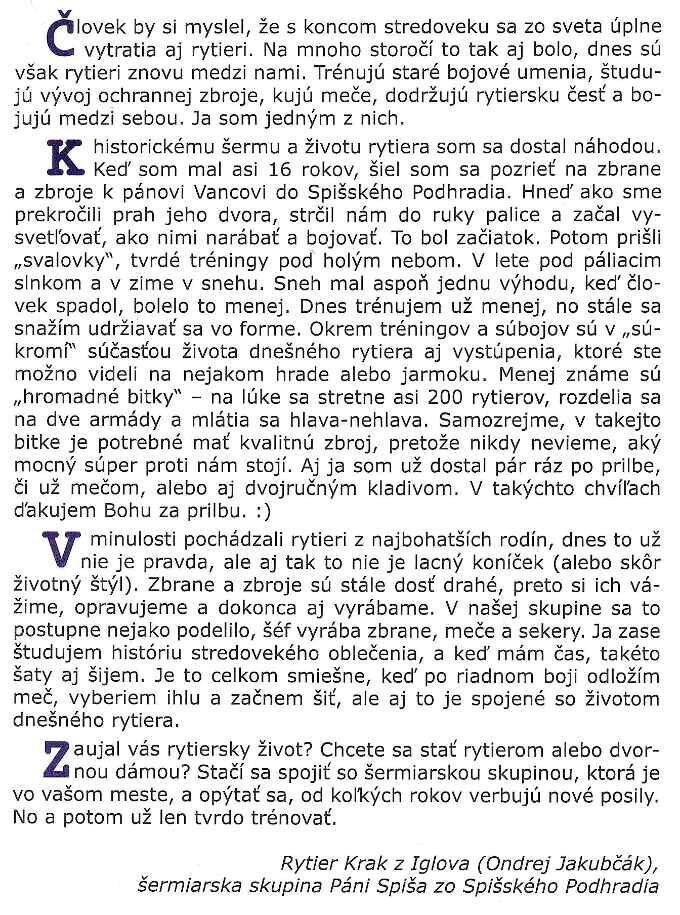 Človek by si myslel, že s koncom stredoveku sa zo sveta úplne
vytratia aj rytieri. Na mnoho storočí to tak aj bolo, dnes sú
však rytieri znovu medzi nami. Trénujú staré bojové umenia, študu-
jú vývoj ochrannej zbroje, kujú meče, dodržujú rytiersku česť a bo-
jujú medzi sebou. Ja som jedným z nich.
K historickému šermu a životu rytiera som sa dostal náhodou.
Keď som mal asi 16 rokov, šiel som sa pozrieť na zbrane
a zbroje k pánovi Vancovi do Spišského Podhradia. Hneď ako sme
prekročili prah jeho dvora, strčil nám do ruky palice a začal vy-
svetľovať, ako nimi narábať a bojovať. To bol začiatok. Potom prišli
„svalovky“, tvrdé tréningy pod holým nebom. V lete pod páliacim
slnkom a v zime v snehu. Sneh mal aspoň jednu výhodu, keď člo-
vek spadol, bolelo to menej. Dnes trénujem už menej, no stále sa
snažím udržiavať sa vo forme. Okrem tréningov a súbojov sú v „sú-
kromí“ súčasťou života dnešného rytiera aj vystúpenia, ktoré ste
možno videli na nejakom hrade alebo jarmoku. Menej známe sú
„hromadné bitky“ – na lúke sa stretne asi 200 rytierov, rozdelia sa
na dve armády a mlátia sa hlava-nehlava. Samozrejme, v takejto
bitke je potrebné mať kvalitnú zbroj, pretože nikdy nevieme, aký
mocný súper proti nám stojí. Aj ja som už dostal pár ráz po prilbe,
či už mečom, alebo aj dvojručným kladivom. V takýchto chvíľach
ďakujem Bohu za prilbu. :)
V minulosti pochádzali rytieri z najbohatších rodín, dnes to už
nie je pravda, ale aj tak to nie je lacný koníček (alebo skôr
životný štýl). Zbrane a zbroje sú stále dosť drahé, preto si ich vá-
žime, opravujeme a dokonca aj vyrábame. V našej skupine sa to
postupne nejako podelilo, šéf vyrába zbrane, meče a sekery. Ja zase
študujem históriu stredovekého oblečenia, a keď mám čas, takéto
šaty aj šijem. Je to celkom smiešne, keď po riadnom boji odložím
meč, vyberiem ihlu a začnem šiť, ale aj to je spojené so životom
dnešného rytiera.
Zaujal vás rytiersky život? Chcete sa stať rytierom alebo dvor-
nou dámou? Stačí sa spojiť so šermiarskou skupinou, ktorá je
vo vašom meste, a opýtať sa, od koľkých rokov verbujú nové posily.
No a potom už len tvrdo trénovať.
Rytier Krak z Iglova (Ondrej Jakubčák),
šermiarska skupina Páni Spiša zo Spišského Podhradia